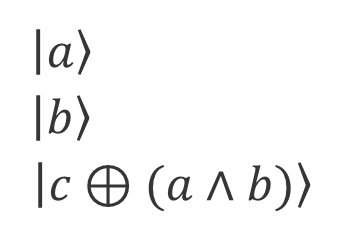 |a⟩
|b⟩
|c ⊕ (a ∧ b)⟩